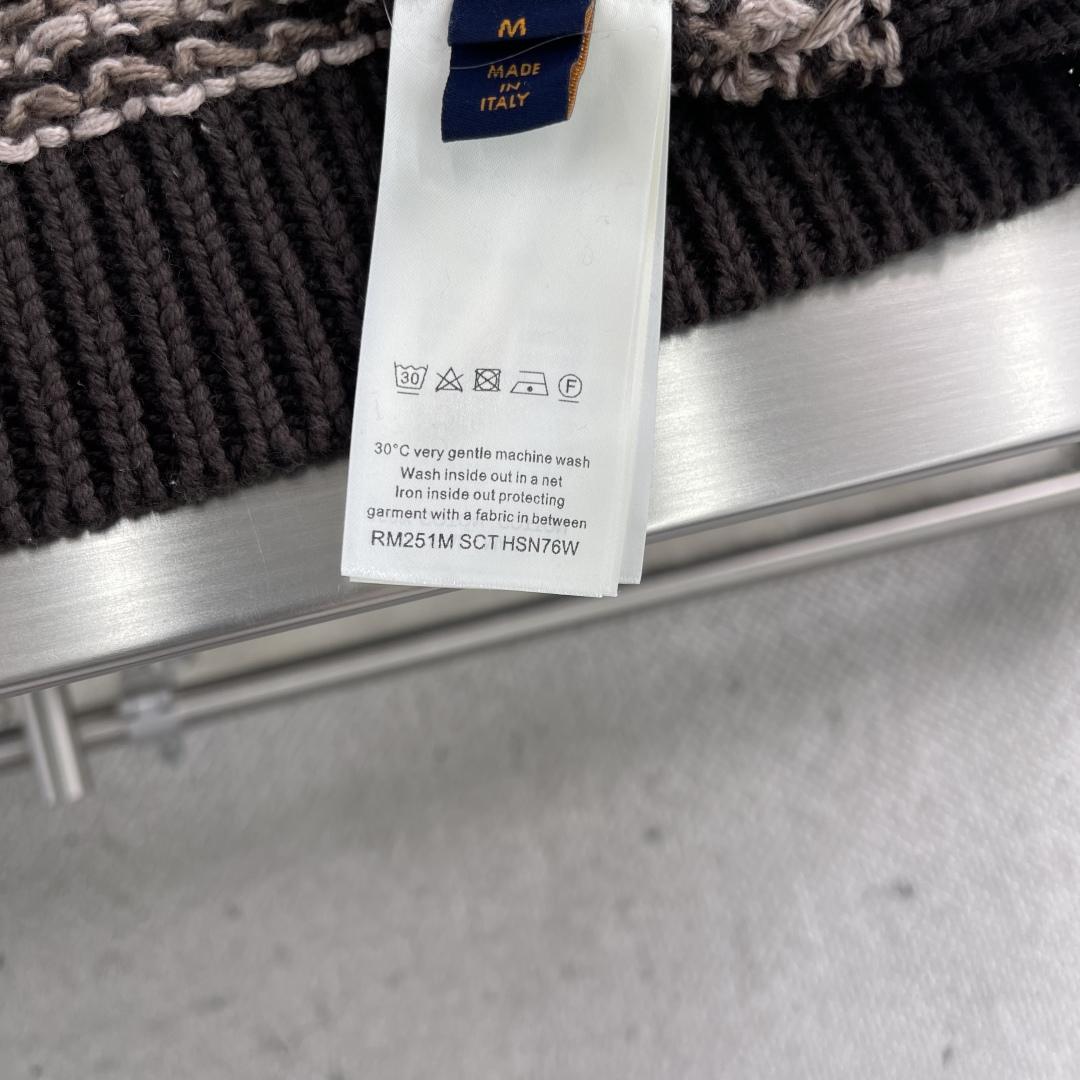 M
MADE
IN
ITALY
30
F
30°C very gentle machine wash
Wash inside out in a net
Iron inside out protecting
garment with a fabric in between
RM251M SCT HSN76W